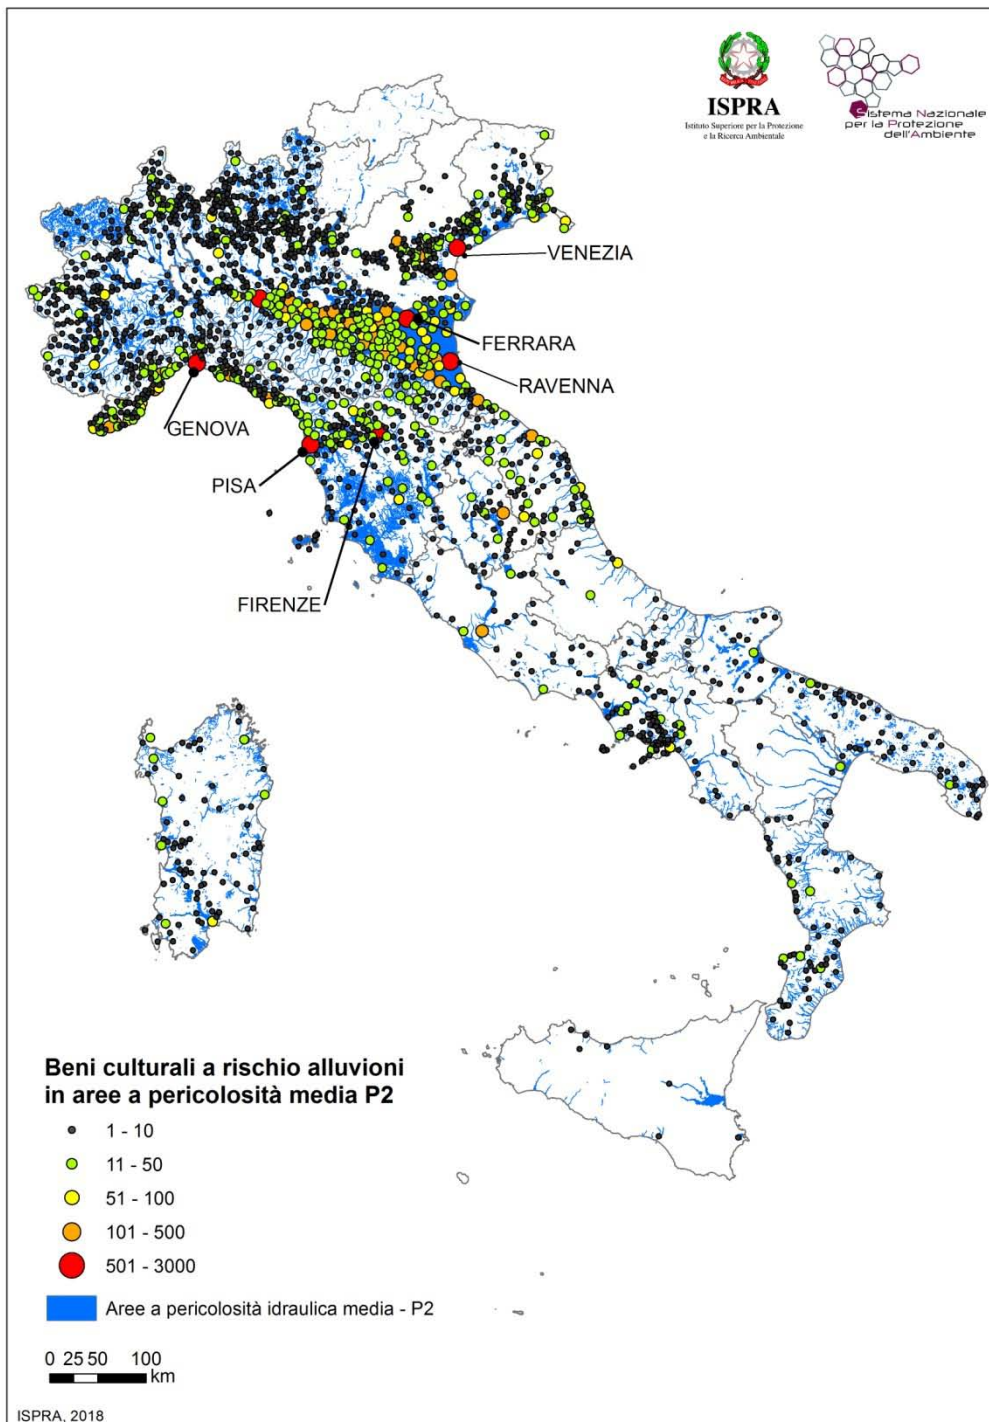 ISPRA
Istituto Superiore per la Protezione
e la Ricerca Ambientale
Sistema Nazionale
per la Protezione
dell'Ambiente
VENEZIA
FERRARA
RAVENNA
GENOVA
PISA
FIRENZE
Beni culturali a rischio alluvioni
in aree a pericolosità media P2
1 - 10
11 - 50
51 - 100
101 - 500
501 - 3000
Aree a pericolosità idraulica media - P2
0 25 50 100
km
ISPRA, 2018